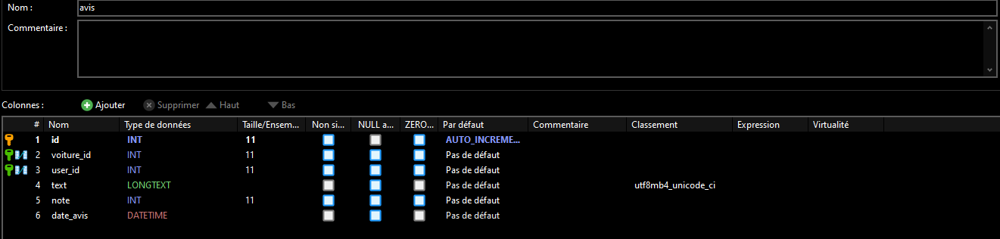 Nom : avis
Commentaire :
Colonnes : Ajouter Supprimer Haut Bas
# Nom Type de données Taille/Ensem... Non si... NULL a... ZERO... Par défaut Commentaire Classement Expression Virtualité
1 id INT 11 AUTO_INCREME...
2 voiture_id INT 11 Pas de défaut
3 user_id INT 11 Pas de défaut
4 text LONGTEXT Pas de défaut utf8mb4_unicode_ci
5 note INT 11 Pas de défaut
6 date_avis DATETIME Pas de défaut